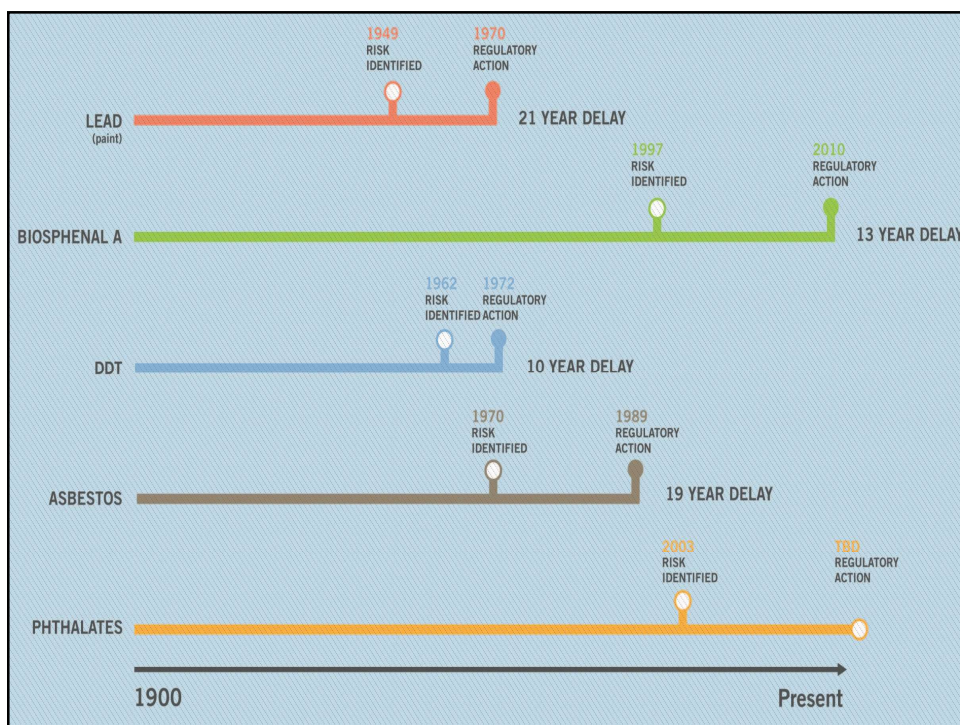 1949
RISK
IDENTIFIED
1970
REGULATORY
ACTION
LEAD
(paint)
21 YEAR DELAY
1997
RISK
IDENTIFIED
2010
REGULATORY
ACTION
BIOSPHENAL A
13 YEAR DELAY
1962
RISK
IDENTIFIED
1972
REGULATORY
ACTION
DDT
10 YEAR DELAY
1970
RISK
IDENTIFIED
1989
REGULATORY
ACTION
ASBESTOS
19 YEAR DELAY
2003
RISK
IDENTIFIED
TBD
REGULATORY
ACTION
PHTHALATES
1900
Present